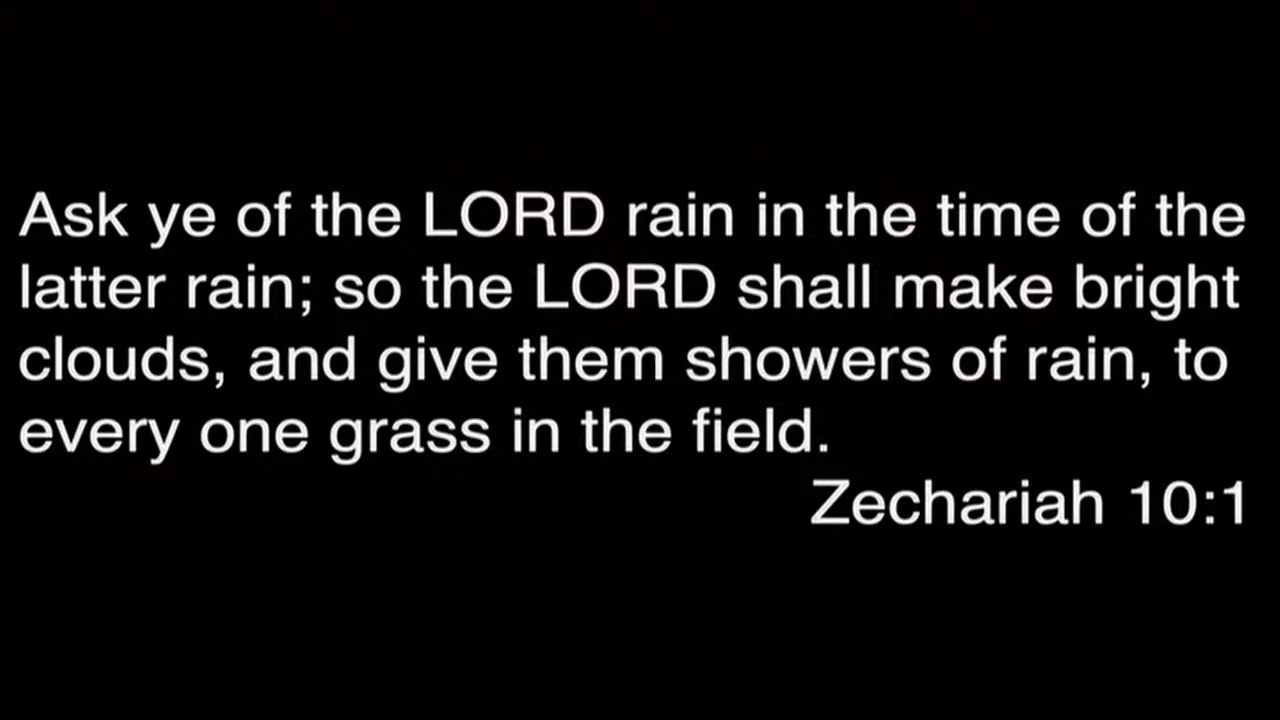 Ask ye of the LORD rain in the time of the
latter rain; so the LORD shall make bright
clouds, and give them showers of rain, to
every one grass in the field.
Zechariah 10:1